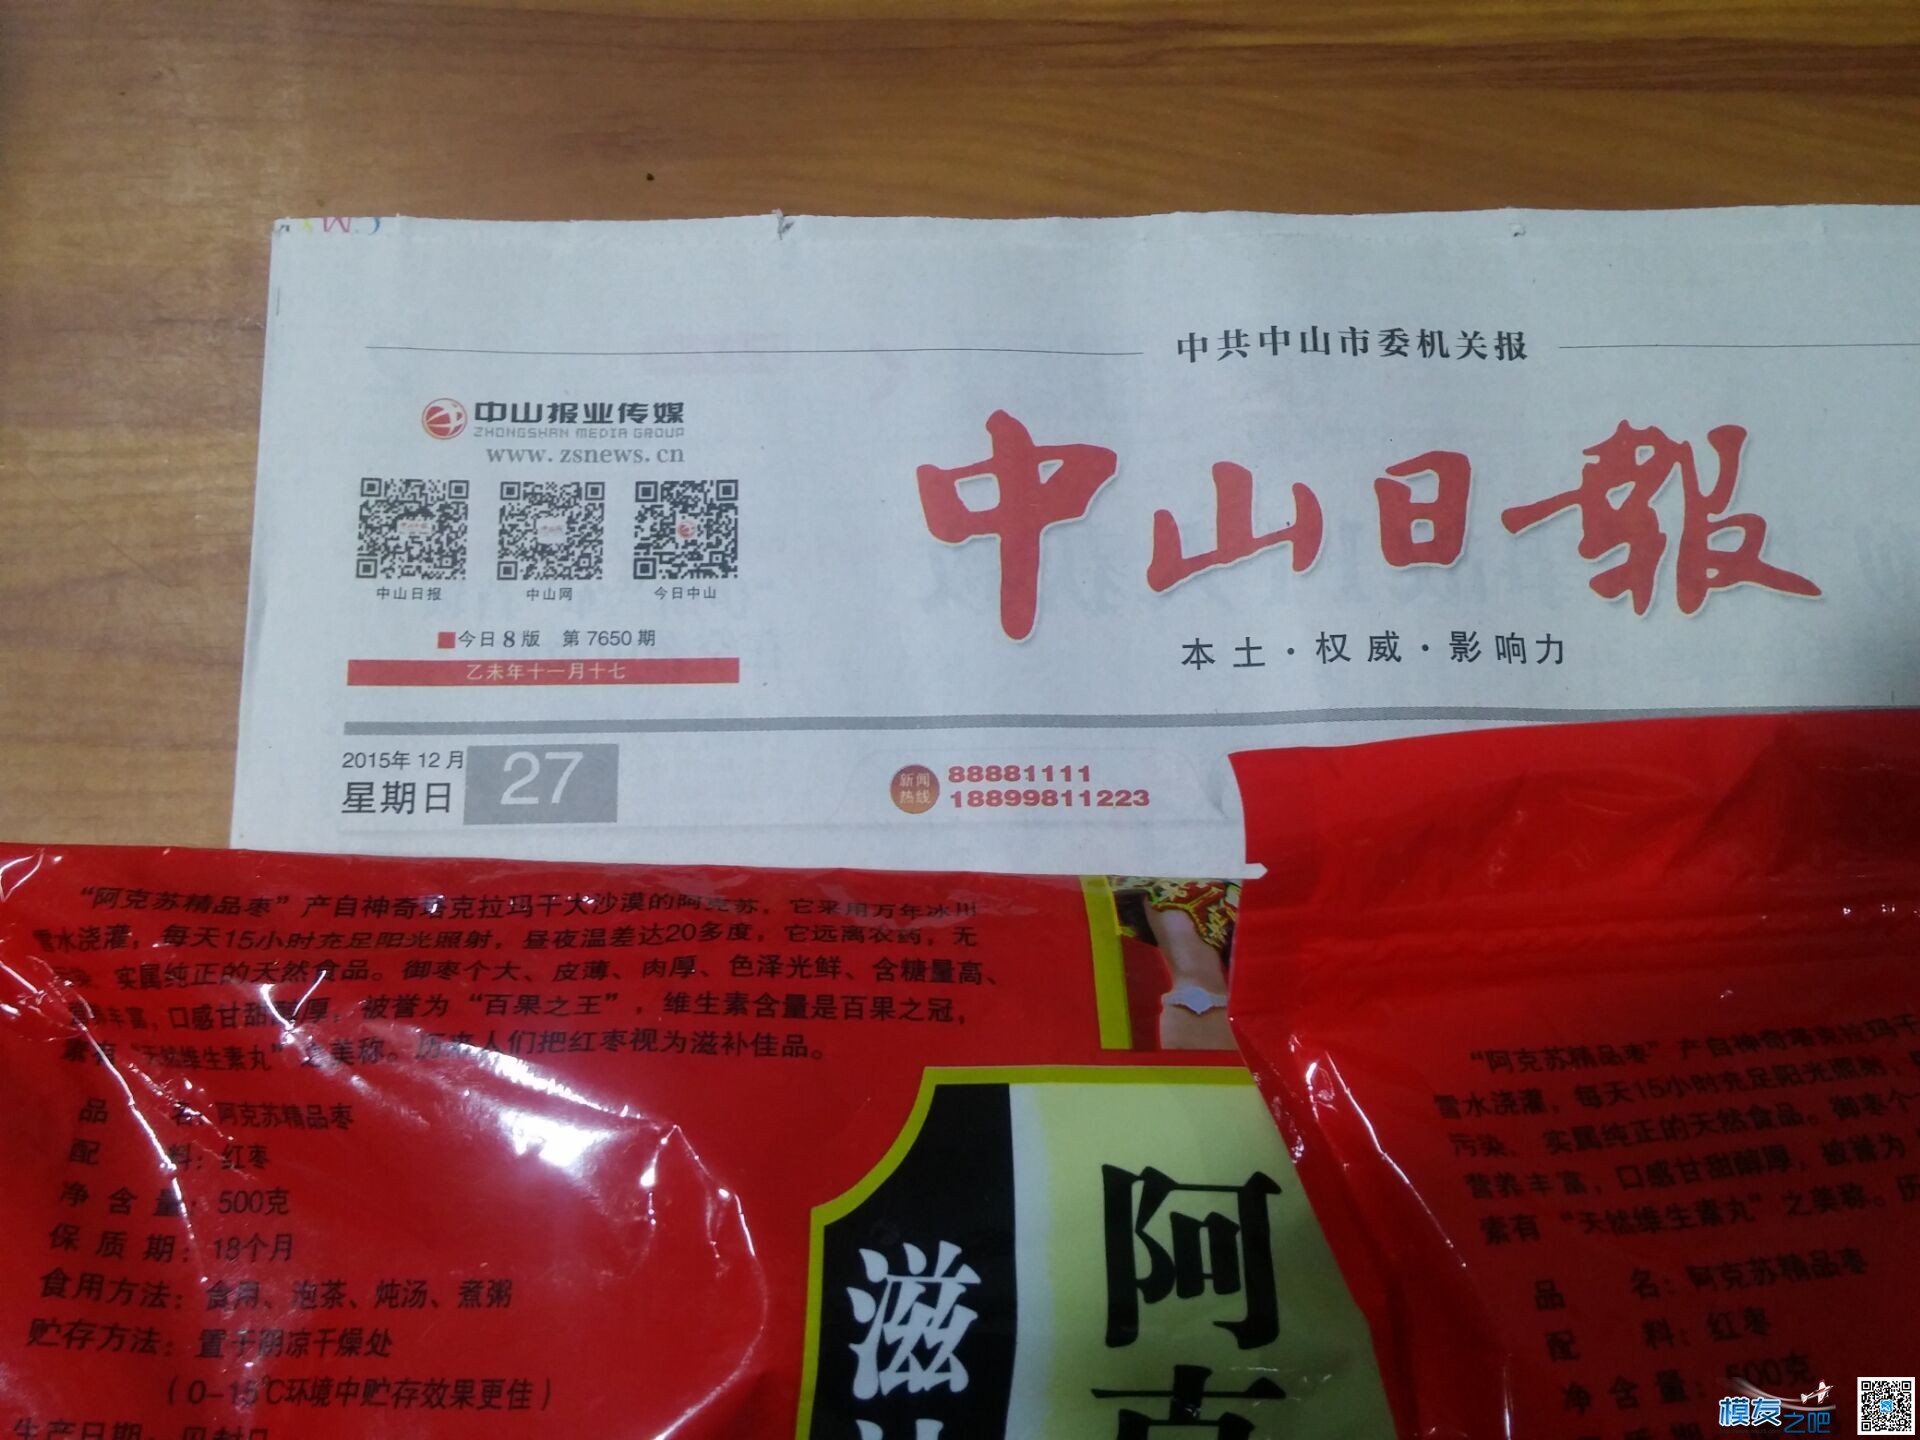 中共中山市委机关报
中山报业传媒
ZHONGSHAN MEDIA GROUP
www.zsnews.cn
中山日報
中山日报
中山网
今日中山
今日8版 第7650期
乙未年十一月十七
本土·权威·影响力
2015年12月
星期日
27
新闻
热线
88881111
18899811223
“阿克苏精品枣”产自神奇塔克拉玛干大沙漠的阿克苏，它采用万年冰川
雪水浇灌，每天15小时充足阳光照射，昼夜温差达20多度，它远离农药，无
污染，实属纯正的天然食品。御枣个大、皮薄、肉厚、色泽光鲜、含糖量高、
营养丰富，口感甘甜醇厚，被誉为“百果之王”，维生素含量是百果之冠，
素有“天然维生素丸”之美称。历来人们把红枣视为滋补佳品。
品 名：阿克苏精品枣
配 料：红枣
净含量：500克
保质期：18个月
食用方法：食用、泡茶、炖汤、煮粥
贮存方法：置于阴凉干燥处
（0-15℃环境中贮存效果更佳）
生产日期：见封口
滋
阿克
“阿克苏精品枣”产自神奇塔克拉玛干
雪水浇灌，每天15小时充足阳光照射，
污染，实属纯正的天然食品。御枣个
营养丰富，口感甘甜醇厚，被誉为
素有“天然维生素丸”之美称。历
品 名：阿克苏精品枣
配 料：红枣
净含量：500克
模友之吧